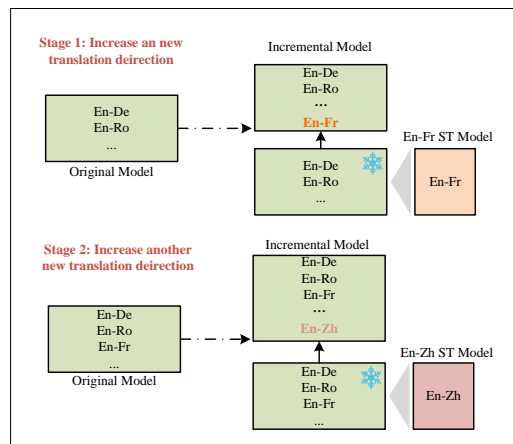 Stage 1: Increase an new
translation deirection
Incremental Model
En-De
En-Ro
...
En-Fr
En-De
En-Ro
...
Original Model
En-De
En-Ro
...
En-Fr ST Model
En-Fr
Stage 2: Increase another
new translation deirection
Incremental Model
En-De
En-Ro
En-Fr
...
En-Zh
En-De
En-Ro
En-Fr
...
Original Model
En-De
En-Ro
En-Fr
...
En-Zh ST Model
En-Zh